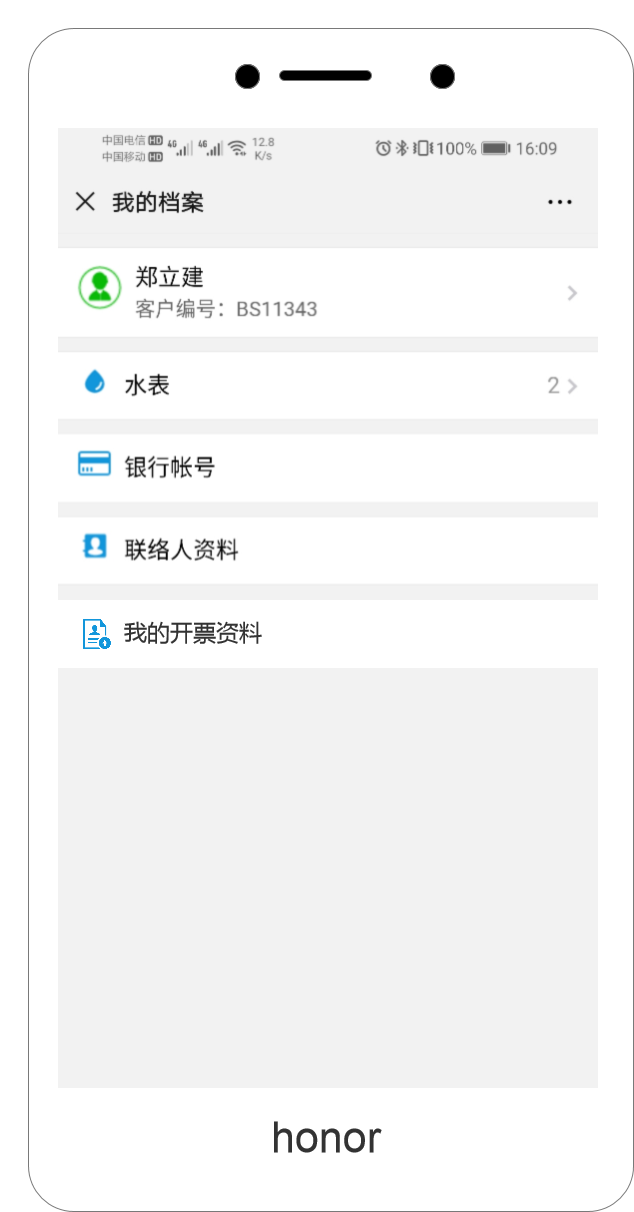 中国电信 HD 4G 4G 12.8
中国移动 HD K/s
100% 16:09
我的档案
郑立建
客户编号：BS11343
水表 2
银行帐号
联络人资料
我的开票资料
honor